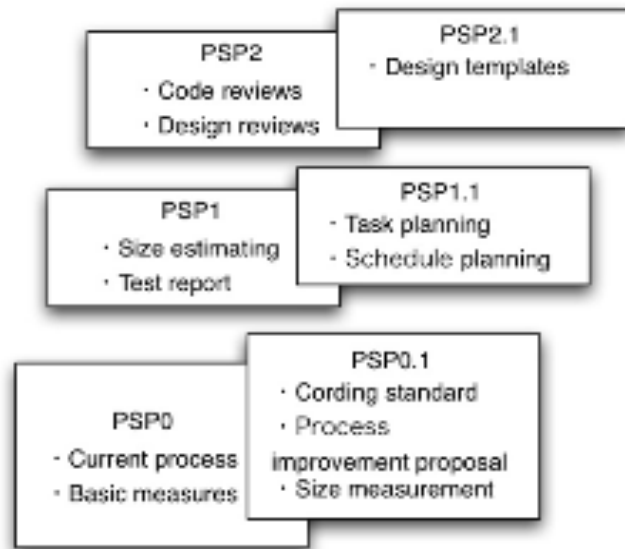 PSP2
・Code reviews
・Design reviews
PSP2.1
・Design templates
PSP1
・Size estimating
・Test report
PSP1.1
・Task planning
・Schedule planning
PSP0
・Current process
・Basic measures
PSP0.1
・Cording standard
・Process
improvement proposal
・Size measurement